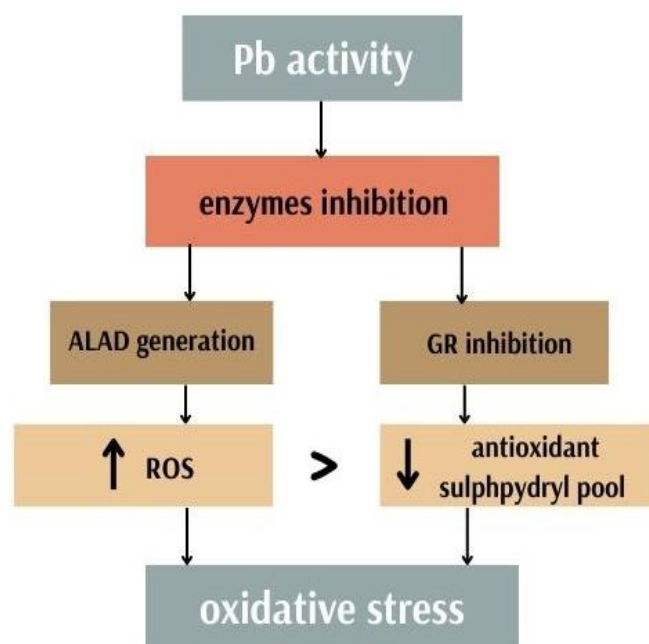 Pb activity
enzymes inhibition
ALAD generation
GR inhibition
ROS
>
antioxidant
sulphpydryl pool
oxidative stress